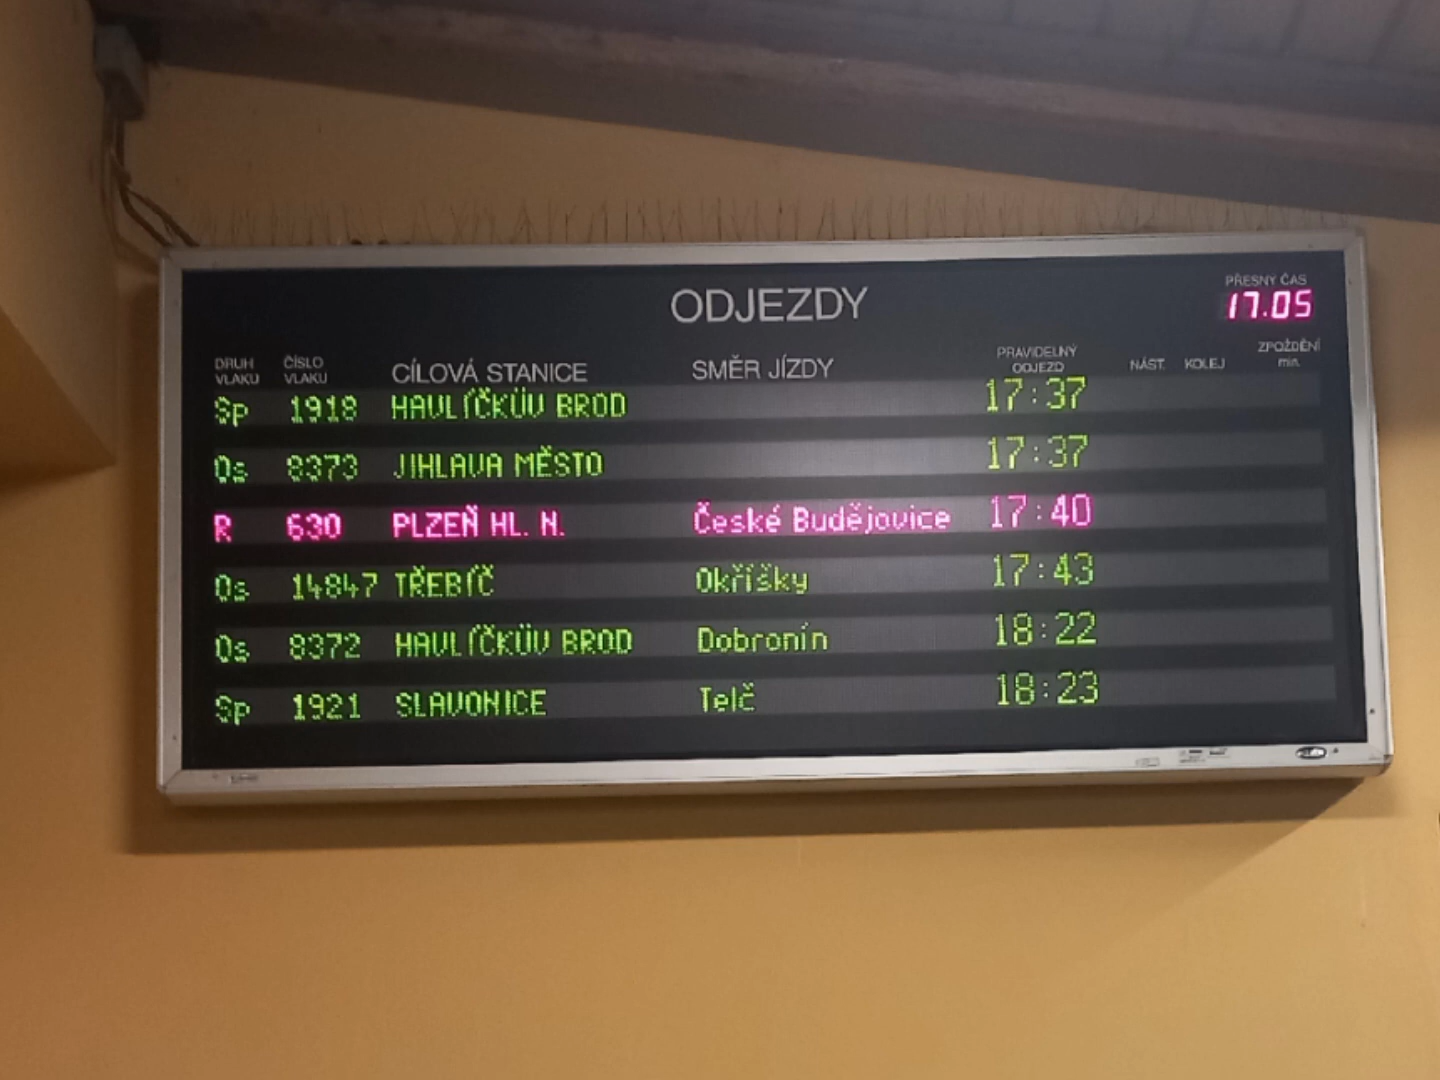 ODJEZDY
PŘESNÝ ČAS
17.05
DRUH VLAKU ČÍSLO VLAKU CÍLOVÁ STANICE SMĚR JÍZDY PRAVIDELNÝ ODJEZD NÁST. KOLEJ ZPOŽDĚNÍ min.
Sp 1918 HAVLÍČKŮV BROD 17:37
Os 8373 JIHLAVA MĚSTO 17:37
R 630 PLZEŇ HL. N. České Budějovice 17:40
Os 14847 TŘEBÍČ Okříšky 17:43
Os 8372 HAVLÍČKŮV BROD Dobronín 18:22
Sp 1921 SLAVONICE Telč 18:23